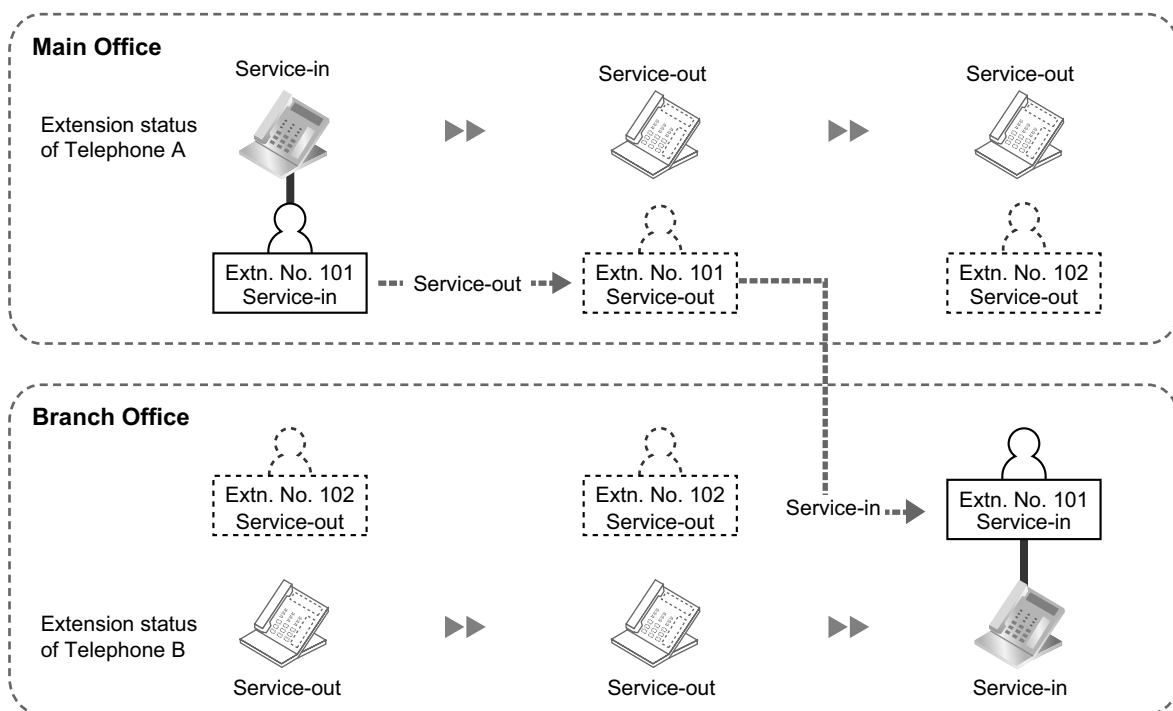 Main Office
Service-in
Service-out
Service-out
Extension status
of Telephone A
Extn. No. 101
Service-in
Service-out
Extn. No. 101
Service-out
Extn. No. 102
Service-out
Branch Office
Extn. No. 102
Service-out
Extn. No. 102
Service-out
Service-in
Extn. No. 101
Service-in
Extension status
of Telephone B
Service-out
Service-out
Service-in